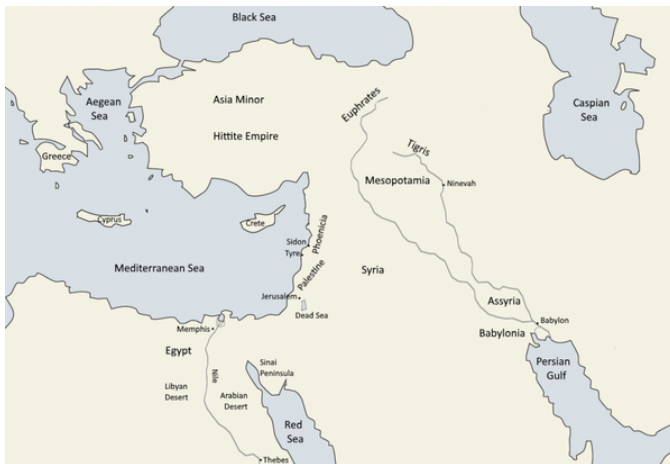 Black Sea
Aegean
Sea
Asia Minor
Hittite Empire
Greece
Euphrates
Tigris
Caspian
Sea
Mesopotamia
Ninevah
Cyprus
Crete
Sidon
Tyre
Phoenicia
Mediterranean Sea
Palestine
Syria
Jerusalem
Dead Sea
Assyria
Babylon
Babylonia
Memphis
Egypt
Sinai
Peninsula
Persian
Gulf
Libyan
Desert
Nile
Arabian
Desert
Red
Sea
Thebes